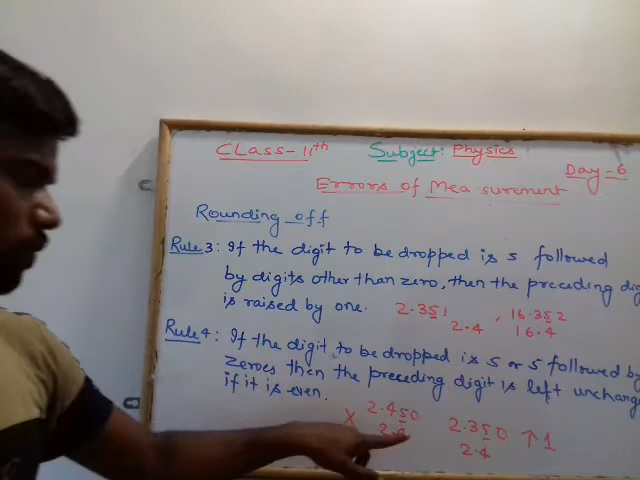 CLass-11th Subject: Physics
Day-6
Errors of Measurement
Rounding off
Rule 3: If the digit to be dropped is 5 followed
by digits other than zero, then the preceding
is raised by one. 2.351, 16.352
2.4 16.4
Rule 4: If the digit to be dropped is 5 or 5 followed by
zeroes then the preceding digit is left
if it is even.
X 2.450 2.350 ↑1
2.4